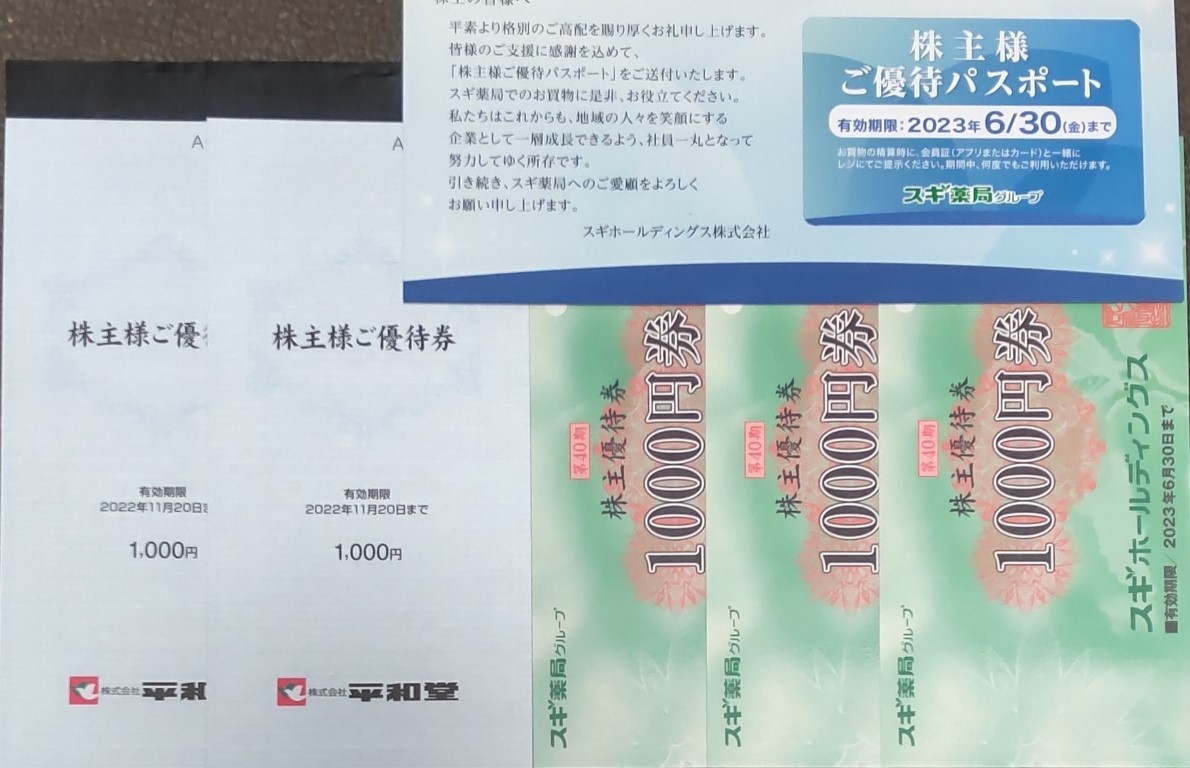 株主の皆様へ
平素より格別のご高配を賜り厚くお礼申し上げます。
皆様のご支援に感謝を込めて、
「株主様ご優待パスポート」をご送付いたします。
スギ薬局でのお買物に是非、お役立てください。
私たちはこれからも、地域の人々を笑顔にする
企業として一層成長できるよう、社員一丸となって
努力してゆく所存です。
引き続き、スギ薬局へのご愛顧をよろしく
お願い申し上げます。
スギホールディングス株式会社
株主様
ご優待パスポート
有効期限：2023年6/30(金)まで
お買物の精算時に、会員証(アプリまたはカード)と一緒に
レジにてご提示ください。期間中、何度でもご利用いただけます。
スギ薬局グループ
A
株主様ご優
有効期限
2022年11月20日
1,000円
株式会社
A
株主様ご優待券
有効期限
2022年11月20日まで
1,000円
株式会社
第40期
株主優待券
1000円券
スギ薬局グループ
第40期
株主優待券
1000円券
スギ薬局グループ
第40期
株主優待券
1000円券
スギ薬局グループ
スギホールディングス
■有効期限／2023年6月30日まで